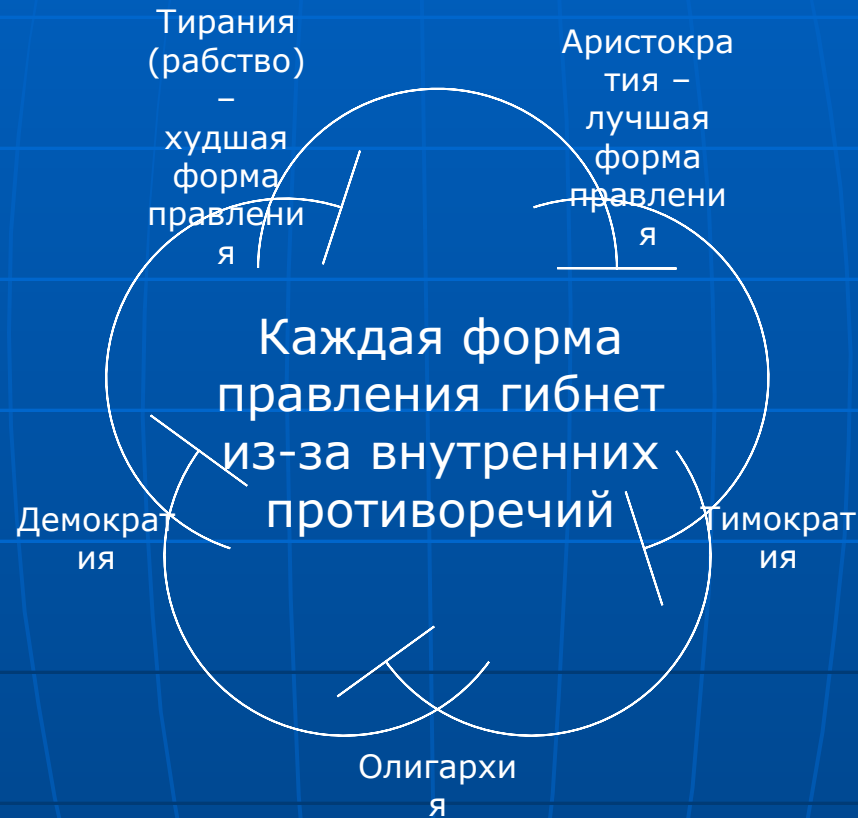 Тирания
(рабство)
–
худшая
форма
правлени
я
Аристокра
тия –
лучшая
форма
правлени
я
Каждая форма
правления гибнет
из-за внутренних
противоречий
Демократ
ия
Тимократ
ия
Олигархи
я